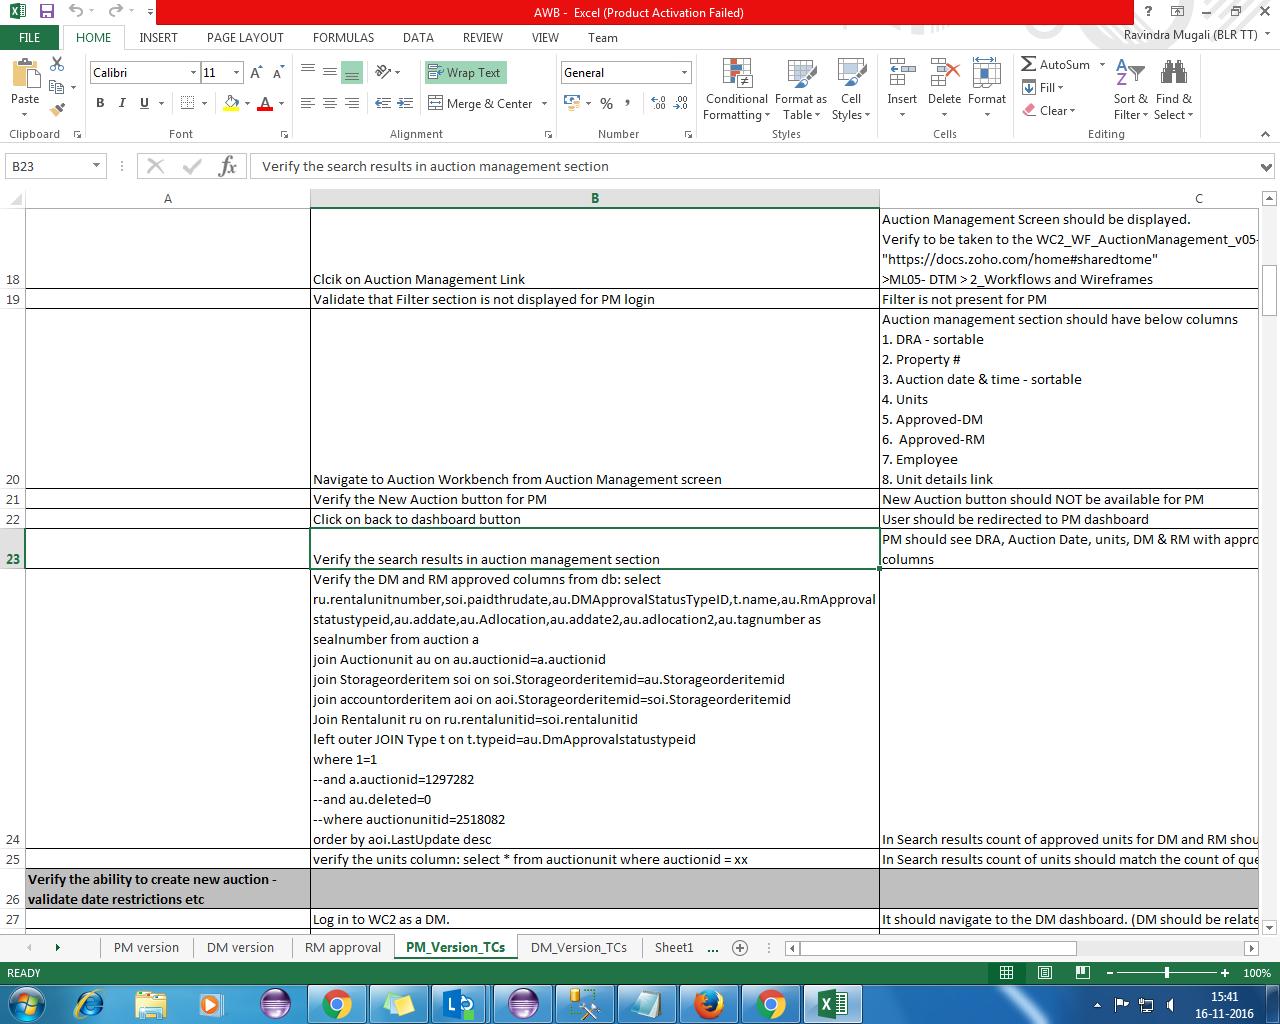 AWB -  Excel (Product Activation Failed)
FILE HOME INSERT PAGE LAYOUT FORMULAS DATA REVIEW VIEW Team
Ravindra Mugali (BLR TT)
Calibri 11 Wrap Text General AutoSum
Paste Conditional Formatting Format as Table Cell Styles Insert Delete Format Fill Sort & Filter Find & Select
B I U Merge & Center % , Clear
Clipboard Font Alignment Number Styles Cells Editing
B23 fx Verify the search results in auction management section
A B C
Auction Management Screen should be displayed.
Verify to be taken to the WC2_WF_AuctionManagement_v05-
"https://docs.zoho.com/home#sharedtome"
18 Clcik on Auction Management Link >ML05- DTM > 2_Workflows and Wireframes
19 Validate that Filter section is not displayed for PM login Filter is not present for PM
Auction management section should have below columns
1. DRA - sortable
2. Property #
3. Auction date & time - sortable
4. Units
5. Approved-DM
6.  Approved-RM
7. Employee
20 Navigate to Auction Workbench from Auction Management screen 8. Unit details link
21 Verify the New Auction button for PM New Auction button should NOT be available for PM
22 Click on back to dashboard button User should be redirected to PM dashboard
PM should see DRA, Auction Date, units, DM & RM with appro
23 Verify the search results in auction management section columns
Verify the DM and RM approved columns from db: select
ru.rentalunitnumber,soi.paidthrudate,au.DMApprovalStatusTypeID,t.name,au.RmApproval
statustypeid,au.addate,au.Adlocation,au.addate2,au.adlocation2,au.tagnumber as
sealnumber from auction a
join Auctionunit au on au.auctionid=a.auctionid
join Storageorderitem soi on soi.Storageorderitemid=au.Storageorderitemid
join accountorderitem aoi on aoi.Storageorderitemid=soi.Storageorderitemid
Join Rentalunit ru on ru.rentalunitid=soi.rentalunitid
left outer JOIN Type t on t.typeid=au.DmApprovalstatustypeid
where 1=1
--and a.auctionid=1297282
--and au.deleted=0
--where auctionunitid=2518082
24 order by aoi.LastUpdate desc In Search results count of approved units for DM and RM shou
25 verify the units column: select * from auctionunit where auctionid = xx In Search results count of units should match the count of que
Verify the ability to create new auction -
26 validate date restrictions etc
27 Log in to WC2 as a DM. It should navigate to the DM dashboard. (DM should be relate
PM version DM version RM approval PM_Version_TCs DM_Version_TCs Sheet1 ...
READY 100%
15:41
16-11-2016